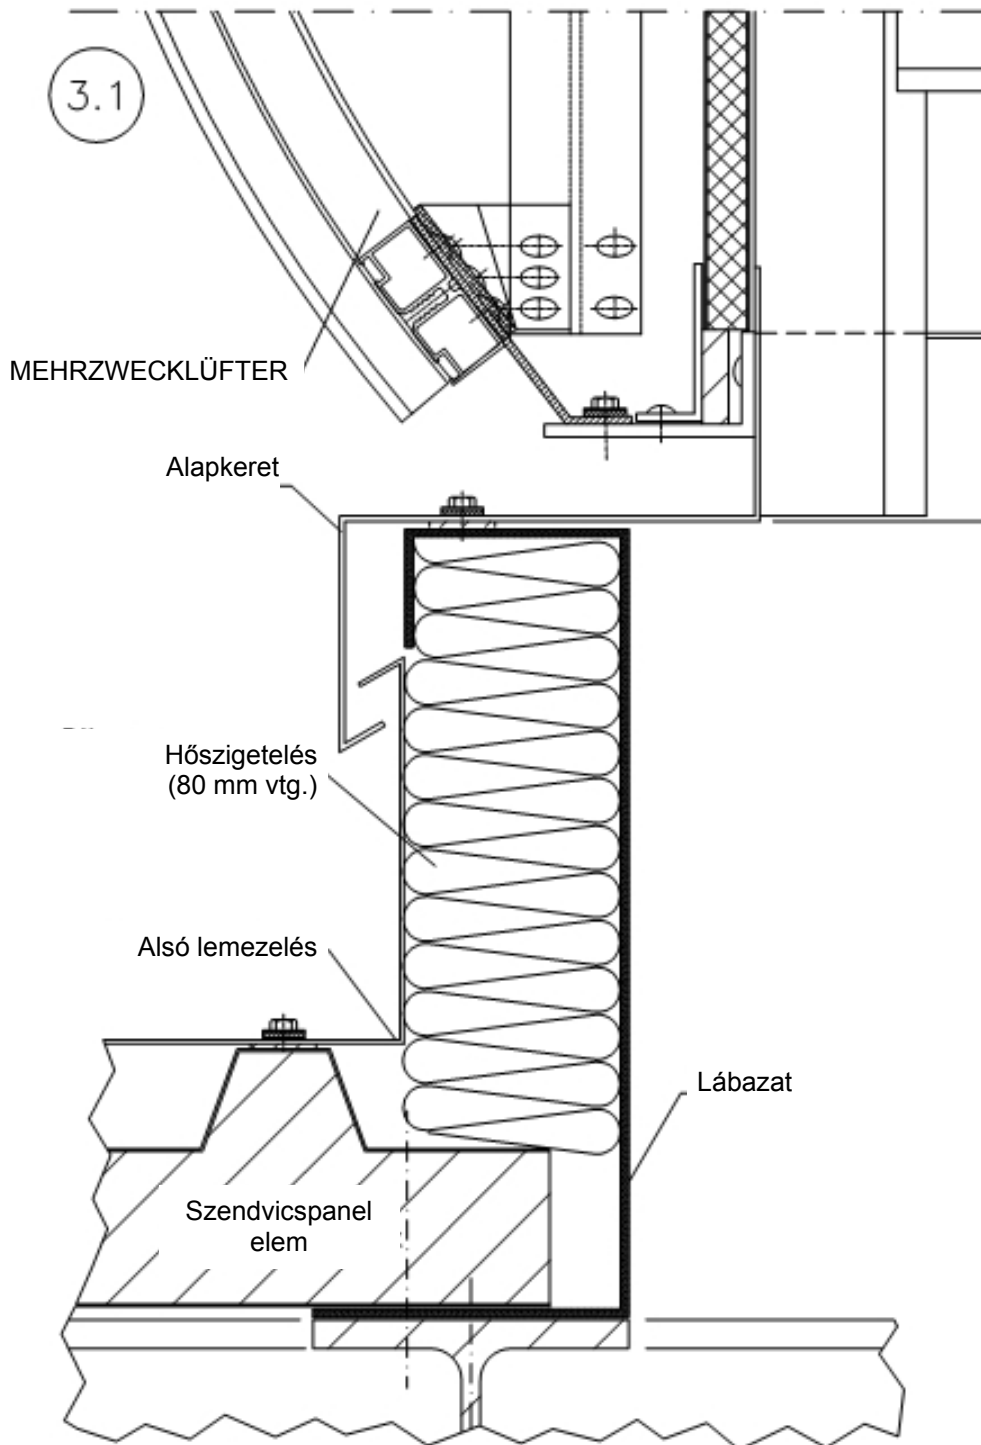 3.1
MEHRZWECKLÜFTER
Alapkeret
Hőszigetelés
(80 mm vtg.)
Alsó lemezelés
Lábazat
Szendvicspanel
elem